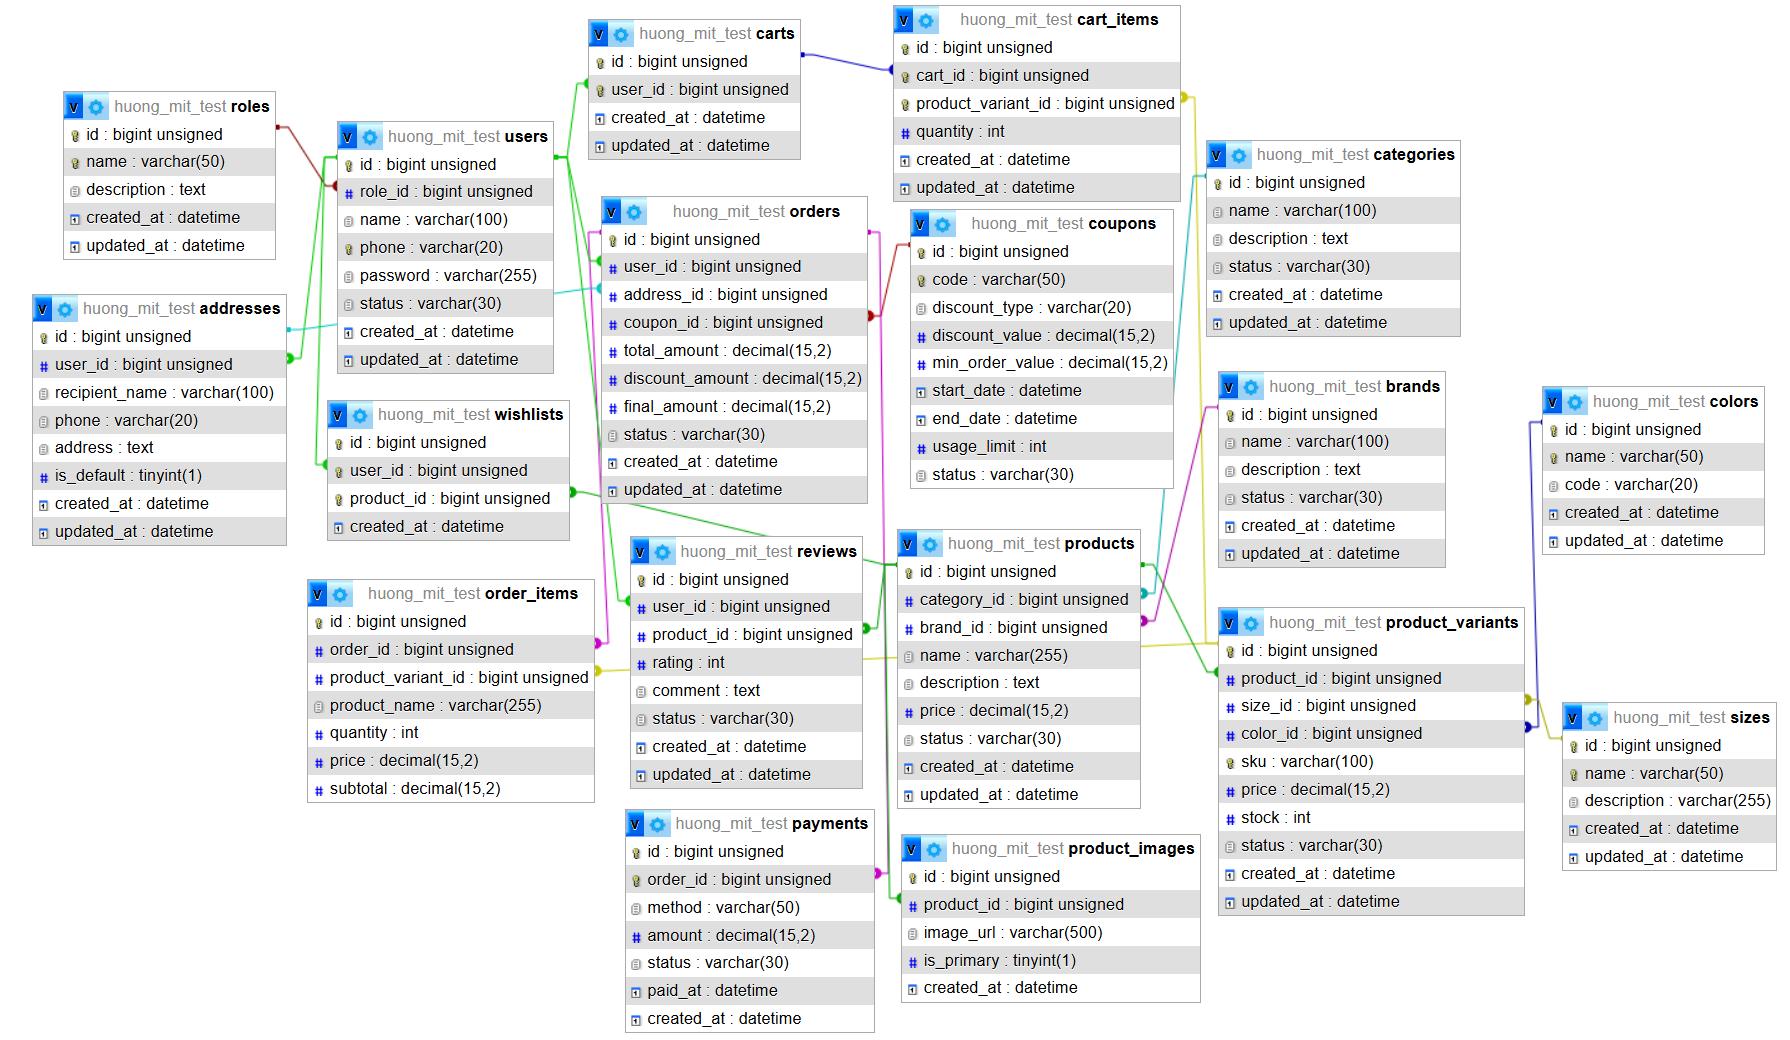 huong_mit_test roles
id : bigint unsigned
name : varchar(50)
description : text
created_at : datetime
updated_at : datetime
huong_mit_test users
id : bigint unsigned
role_id : bigint unsigned
name : varchar(100)
phone : varchar(20)
password : varchar(255)
status : varchar(30)
created_at : datetime
updated_at : datetime
huong_mit_test carts
id : bigint unsigned
user_id : bigint unsigned
created_at : datetime
updated_at : datetime
huong_mit_test cart_items
id : bigint unsigned
cart_id : bigint unsigned
product_variant_id : bigint unsigned
quantity : int
created_at : datetime
updated_at : datetime
huong_mit_test categories
id : bigint unsigned
name : varchar(100)
description : text
status : varchar(30)
created_at : datetime
updated_at : datetime
huong_mit_test addresses
id : bigint unsigned
user_id : bigint unsigned
recipient_name : varchar(100)
phone : varchar(20)
address : text
is_default : tinyint(1)
created_at : datetime
updated_at : datetime
huong_mit_test wishlists
id : bigint unsigned
user_id : bigint unsigned
product_id : bigint unsigned
created_at : datetime
huong_mit_test orders
id : bigint unsigned
user_id : bigint unsigned
address_id : bigint unsigned
coupon_id : bigint unsigned
total_amount : decimal(15,2)
discount_amount : decimal(15,2)
final_amount : decimal(15,2)
status : varchar(30)
created_at : datetime
updated_at : datetime
huong_mit_test coupons
id : bigint unsigned
code : varchar(50)
discount_type : varchar(20)
discount_value : decimal(15,2)
min_order_value : decimal(15,2)
start_date : datetime
end_date : datetime
usage_limit : int
status : varchar(30)
huong_mit_test brands
id : bigint unsigned
name : varchar(100)
description : text
status : varchar(30)
created_at : datetime
updated_at : datetime
huong_mit_test colors
id : bigint unsigned
name : varchar(50)
code : varchar(20)
created_at : datetime
updated_at : datetime
huong_mit_test order_items
id : bigint unsigned
order_id : bigint unsigned
product_variant_id : bigint unsigned
product_name : varchar(255)
quantity : int
price : decimal(15,2)
subtotal : decimal(15,2)
huong_mit_test reviews
id : bigint unsigned
user_id : bigint unsigned
product_id : bigint unsigned
rating : int
comment : text
status : varchar(30)
created_at : datetime
updated_at : datetime
huong_mit_test products
id : bigint unsigned
category_id : bigint unsigned
brand_id : bigint unsigned
name : varchar(255)
description : text
price : decimal(15,2)
status : varchar(30)
created_at : datetime
updated_at : datetime
huong_mit_test product_variants
id : bigint unsigned
product_id : bigint unsigned
size_id : bigint unsigned
color_id : bigint unsigned
sku : varchar(100)
price : decimal(15,2)
stock : int
status : varchar(30)
created_at : datetime
updated_at : datetime
huong_mit_test sizes
id : bigint unsigned
name : varchar(50)
description : varchar(255)
created_at : datetime
updated_at : datetime
huong_mit_test payments
id : bigint unsigned
order_id : bigint unsigned
method : varchar(50)
amount : decimal(15,2)
status : varchar(30)
paid_at : datetime
created_at : datetime
huong_mit_test product_images
id : bigint unsigned
product_id : bigint unsigned
image_url : varchar(500)
is_primary : tinyint(1)
created_at : datetime